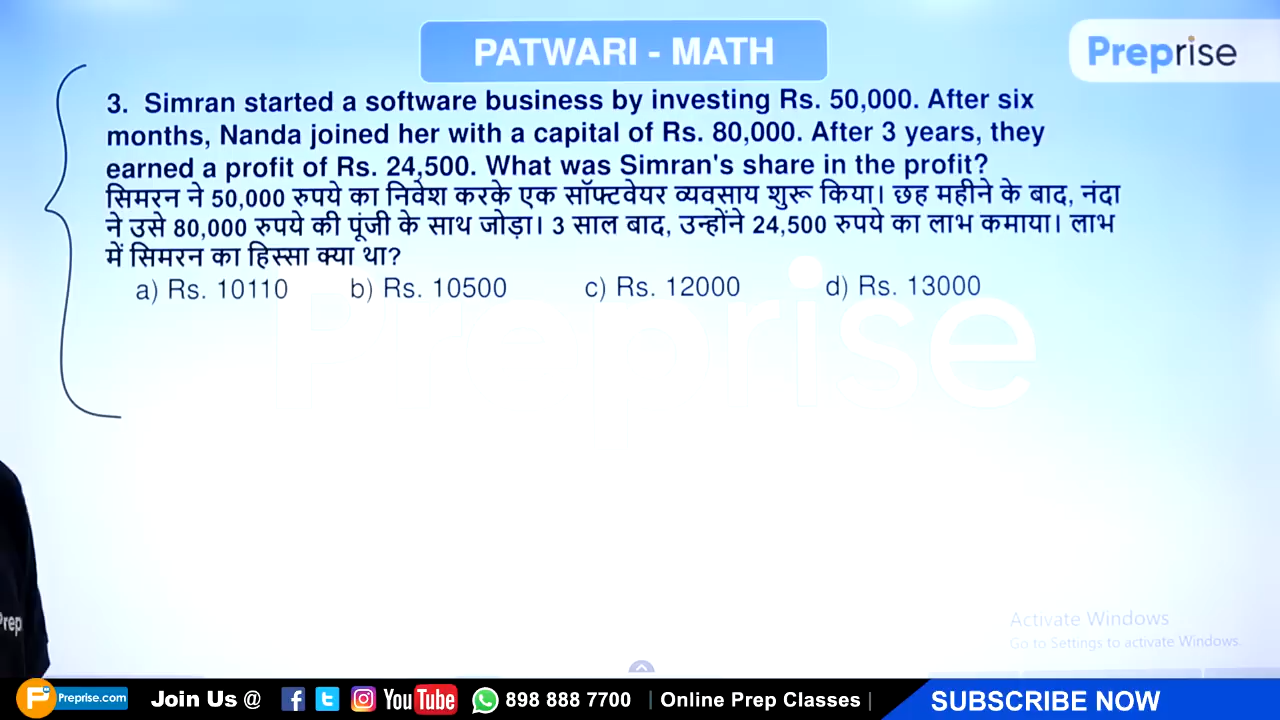 PATWARI - MATH
Preprise
3. Simran started a software business by investing Rs. 50,000. After six
months, Nanda joined her with a capital of Rs. 80,000. After 3 years, they
earned a profit of Rs. 24,500. What was Simran's share in the profit?
सिमरन ने 50,000 रुपये का निवेश करके एक सॉफ्टवेयर व्यवसाय शुरू किया। छह महीने के बाद, नंदा
ने उसे 80,000 रुपये की पूंजी के साथ जोड़ा। 3 साल बाद, उन्होंने 24,500 रुपये का लाभ कमाया। लाभ
में सिमरन का हिस्सा क्या था?
a) Rs. 10110 b) Rs. 10500 c) Rs. 12000 d) Rs. 13000
Preprise
Prep
Activate Windows
Go to Settings to activate Windows.
Preprise.com Join Us @ YouTube 898 888 7700 | Online Prep Classes | SUBSCRIBE NOW